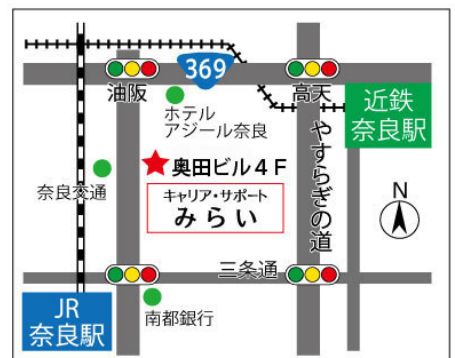 369
油阪
高天
ホテル
アジール奈良
近鉄
奈良駅
やすらぎの道
奥田ビル4F
奈良交通
キャリア・サポート
みらい
N
三条通
JR
奈良駅
南都銀行